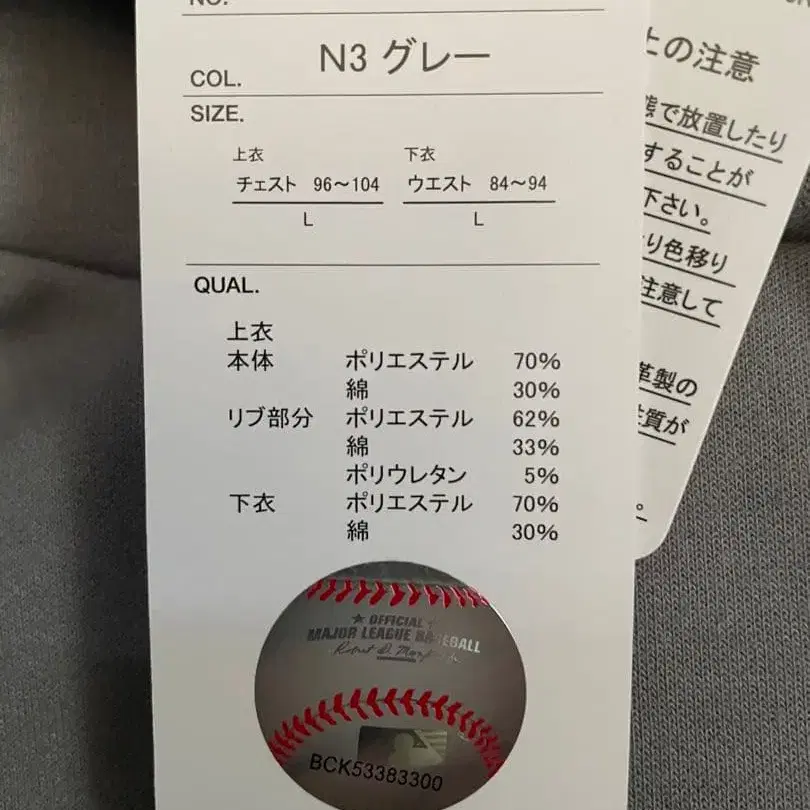 NO.
COL. N3 グレー
SIZE.
上衣 下衣
チェスト 96～104 ウエスト 84～94
L L
QUAL.
上衣
本体 ポリエステル 70%
綿 30%
リブ部分 ポリエステル 62%
綿 33%
ポリウレタン 5%
下衣 ポリエステル 70%
綿 30%
★ OFFICIAL ★
MAJOR LEAGUE BASEBALL
BCK53383300
上の注意
態で放置したり
することが
下さい。
り色移り
注意して
革製の
性質が
。